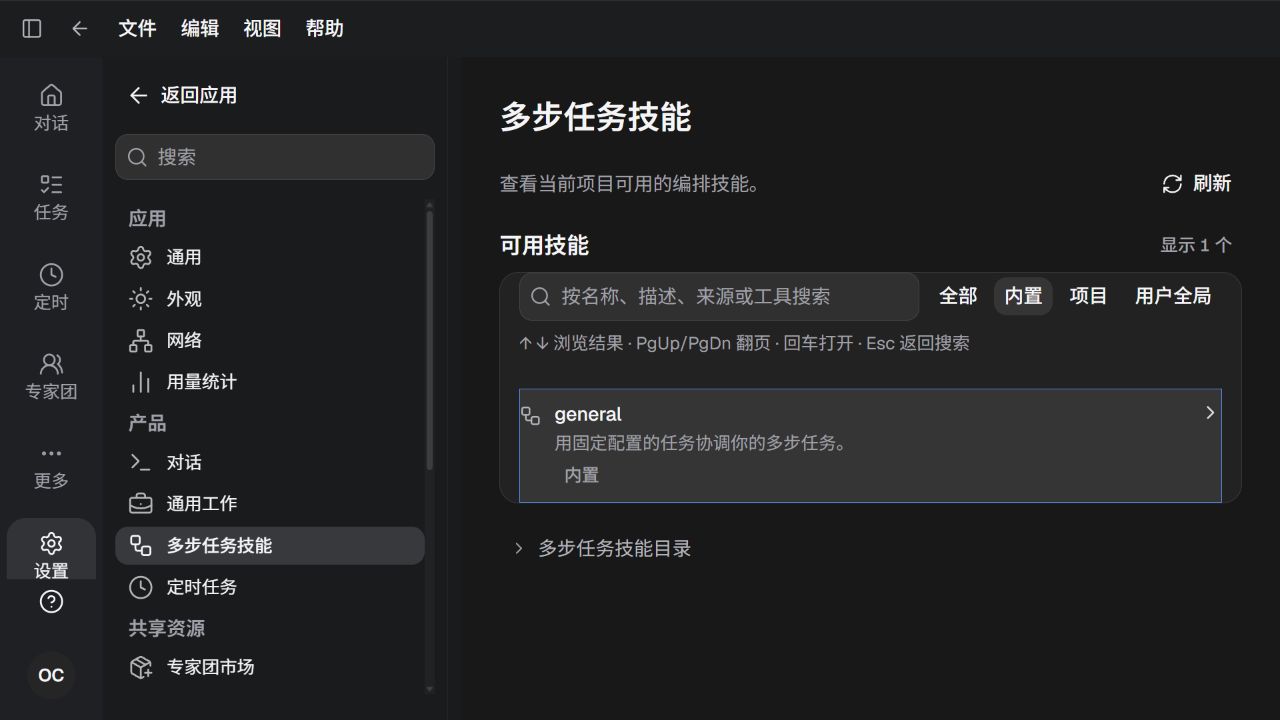 文件 编辑 视图 帮助
对话
任务
定时
专家团
更多
设置
OC
返回应用
搜索
应用
通用
外观
网络
用量统计
产品
对话
通用工作
多步任务技能
定时任务
共享资源
专家团市场
多步任务技能
查看当前项目可用的编排技能。
刷新
可用技能
显示 1 个
按名称、描述、来源或工具搜索
全部 内置 项目 用户全局
↑↓ 浏览结果 · PgUp/PgDn 翻页 · 回车打开 · Esc 返回搜索
general
用固定配置的任务协调你的多步任务。
内置
多步任务技能目录